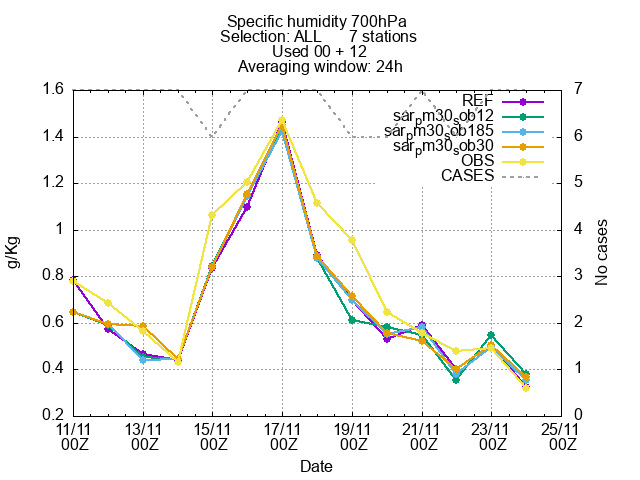 Specific humidity 700hPa
Selection: ALL 7 stations
Used 00 + 12
Averaging window: 24h
1.6
1.4
1.2
1
0.8
0.6
0.4
0.2
g/Kg
7
6
5
4
3
2
1
0
No cases
REF
sarpm30sob12
sarpm30sob185
sarpm30sob30
OBS
CASES
11/11 13/11 15/11 17/11 19/11 21/11 23/11 25/11
00Z 00Z 00Z 00Z 00Z 00Z 00Z 00Z
Date